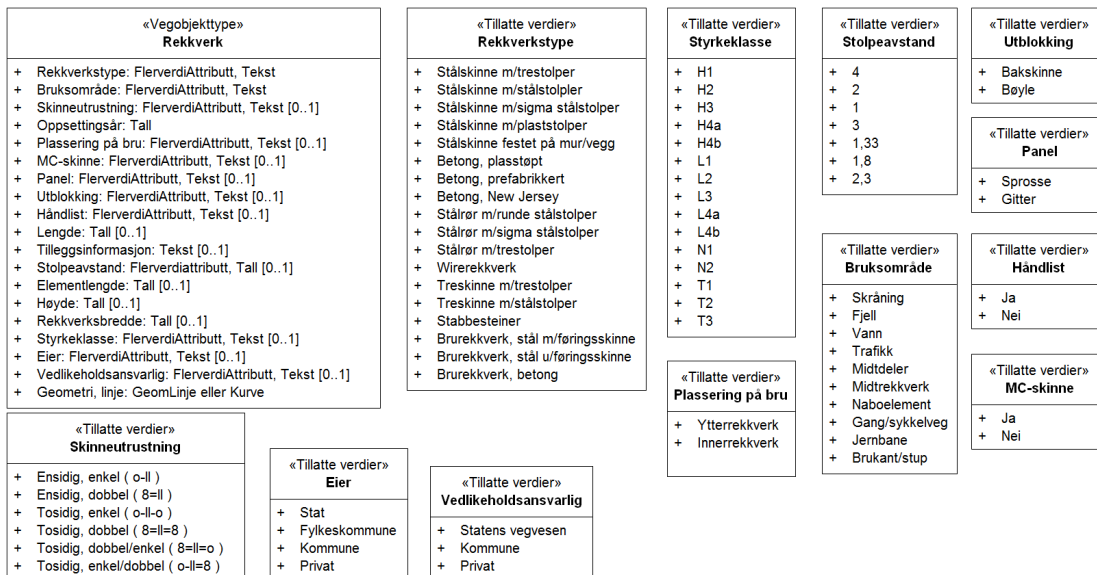 «Vegobjekttype»
Rekkverk
+ Rekkverkstype: FlerverdiAttributt, Tekst
+ Bruksområde: FlerverdiAttributt, Tekst
+ Skinneutrustning: FlerverdiAttributt, Tekst [0..1]
+ Oppsettingsår: Tall
+ Plassering på bru: FlerverdiAttributt, Tekst [0..1]
+ MC-skinne: FlerverdiAttributt, Tekst [0..1]
+ Panel: FlerverdiAttributt, Tekst [0..1]
+ Utblokking: FlerverdiAttributt, Tekst [0..1]
+ Håndlist: FlerverdiAttributt, Tekst [0..1]
+ Lengde: Tall [0..1]
+ Tilleggsinformasjon: Tekst [0..1]
+ Stolpeavstand: Flerverdiattributt, Tall [0..1]
+ Elementlengde: Tall [0..1]
+ Høyde: Tall [0..1]
+ Rekkverksbredde: Tall [0..1]
+ Styrkeklasse: FlerverdiAttributt, Tekst [0..1]
+ Eier: FlerverdiAttributt, Tekst [0..1]
+ Vedlikeholdsansvarlig: FlerverdiAttributt, Tekst [0..1]
+ Geometri, linje: GeomLinje eller Kurve
«Tillatte verdier»
Rekkverkstype
+ Stålskinne m/trestolper
+ Stålskinne m/stålstolpler
+ Stålskinne m/sigma stålstolper
+ Stålskinne m/plaststolper
+ Stålskinne festet på mur/vegg
+ Betong, plasstøpt
+ Betong, prefabrikkert
+ Betong, New Jersey
+ Stålrør m/runde stålstolper
+ Stålrør m/sigma stålstolper
+ Stålrør m/trestolper
+ Wirerekkverk
+ Treskinne m/trestolper
+ Treskinne m/stålstolper
+ Stabbesteiner
+ Brurekkverk, stål m/føringsskinne
+ Brurekkverk, stål u/føringsskinne
+ Brurekkverk, betong
«Tillatte verdier»
Styrkeklasse
+ H1
+ H2
+ H3
+ H4a
+ H4b
+ L1
+ L2
+ L3
+ L4a
+ L4b
+ N1
+ N2
+ T1
+ T2
+ T3
«Tillatte verdier»
Stolpeavstand
+ 4
+ 2
+ 1
+ 3
+ 1,33
+ 1,8
+ 2,3
«Tillatte verdier»
Utblokking
+ Bakskinne
+ Bøyle
«Tillatte verdier»
Panel
+ Sprosse
+ Gitter
«Tillatte verdier»
Bruksområde
+ Skråning
+ Fjell
+ Vann
+ Trafikk
+ Midtdeler
+ Midtrekkverk
+ Naboelement
+ Gang/sykkelveg
+ Jernbane
+ Brukant/stup
«Tillatte verdier»
Håndlist
+ Ja
+ Nei
«Tillatte verdier»
Plassering på bru
+ Ytterrekkverk
+ Innerrekkverk
«Tillatte verdier»
MC-skinne
+ Ja
+ Nei
«Tillatte verdier»
Skinneutrustning
+ Ensidig, enkel ( o-ll )
+ Ensidig, dobbel ( 8=ll )
+ Tosidig, enkel ( o-ll-o )
+ Tosidig, dobbel ( 8=ll=8 )
+ Tosidig, dobbel/enkel ( 8=ll=o )
+ Tosidig, enkel/dobbel ( o-ll=8 )
«Tillatte verdier»
Eier
+ Stat
+ Fylkeskommune
+ Kommune
+ Privat
«Tillatte verdier»
Vedlikeholdsansvarlig
+ Statens vegvesen
+ Kommune
+ Privat